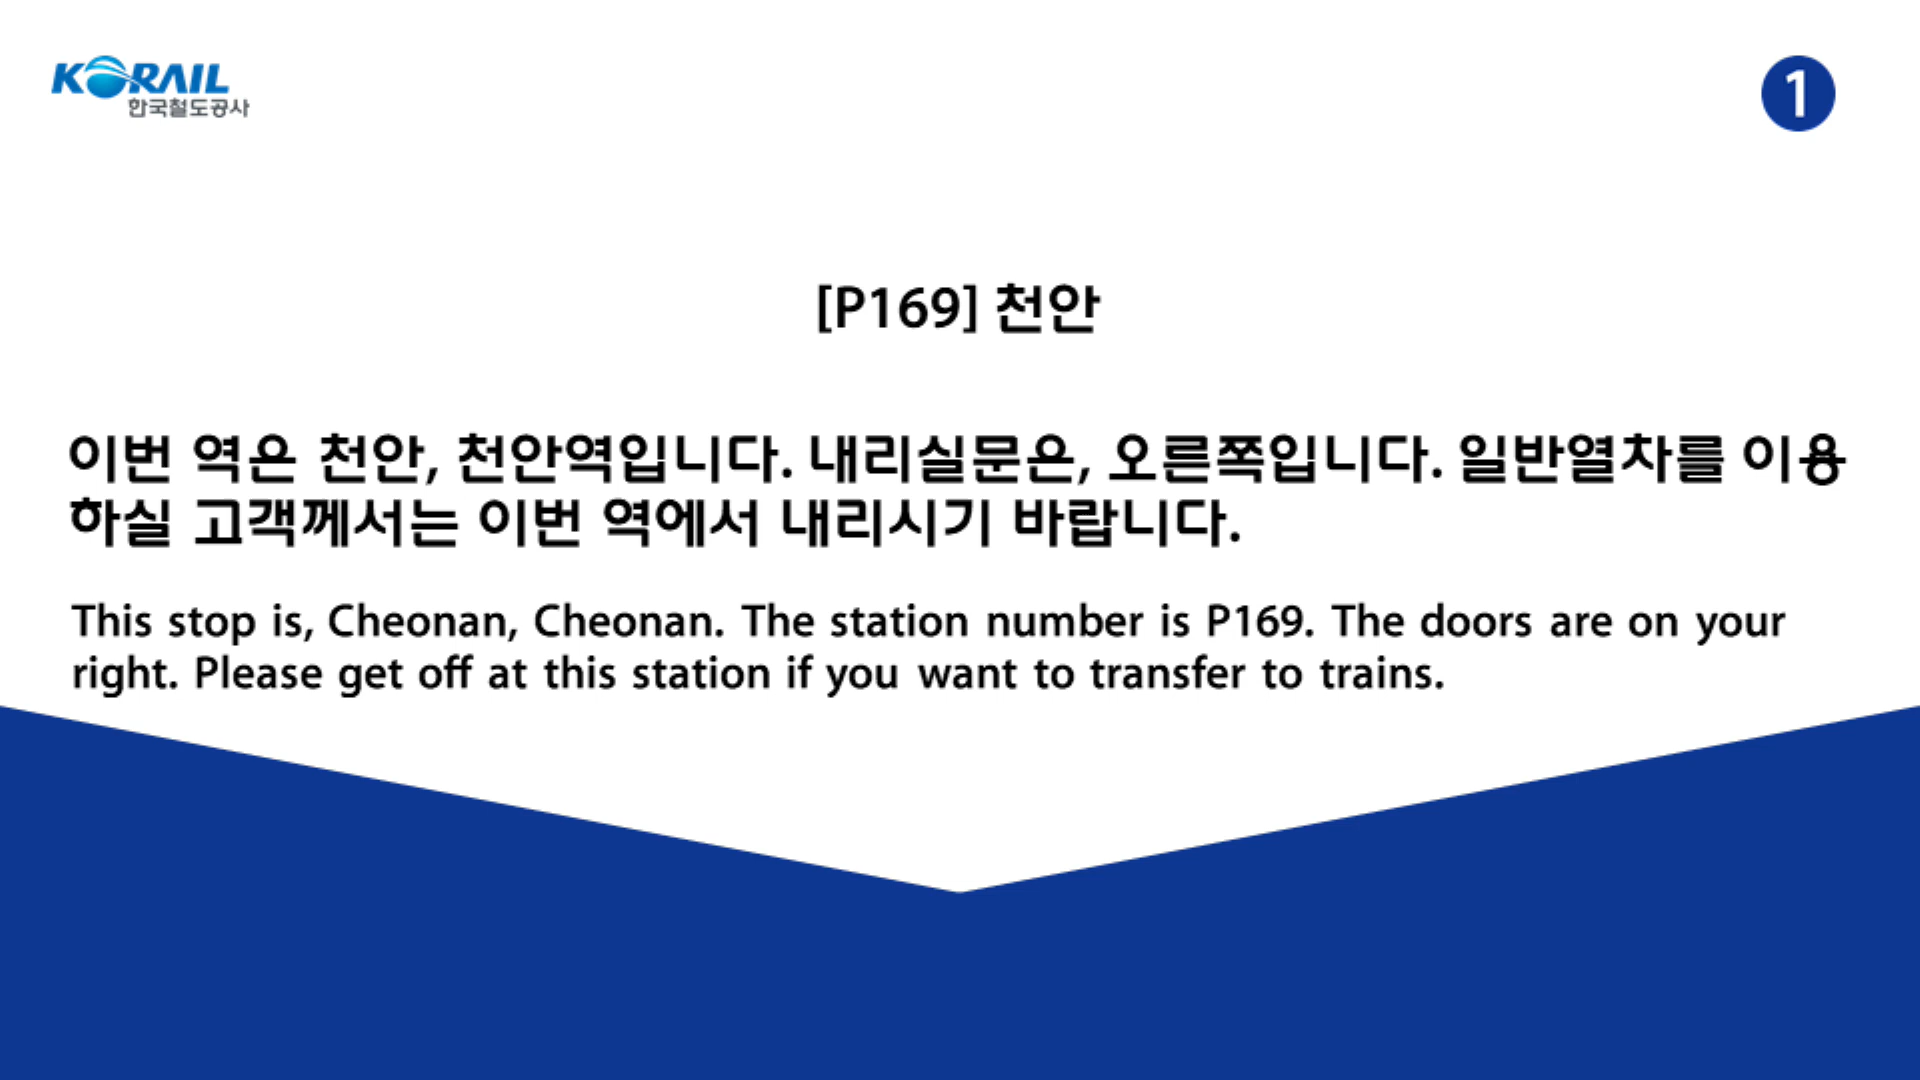 KORAIL
한국철도공사
1
[P169] 천안
이번 역은 천안, 천안역입니다. 내리실문은, 오른쪽입니다. 일반열차를 이용
하실 고객께서는 이번 역에서 내리시기 바랍니다.
This stop is, Cheonan, Cheonan. The station number is P169. The doors are on your
right. Please get off at this station if you want to transfer to trains.